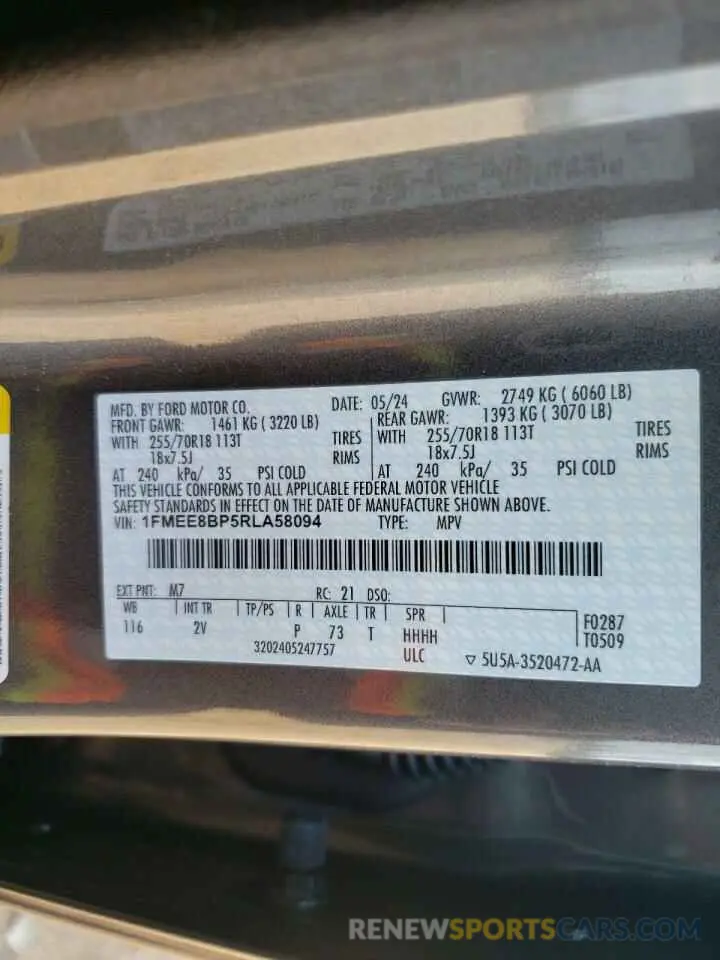 MFD. BY FORD MOTOR CO. DATE: 05/24 GVWR: 2749 KG ( 6060 LB)
FRONT GAWR: 1461 KG ( 3220 LB) REAR GAWR: 1393 KG ( 3070 LB)
WITH 255/70R18 113T TIRES WITH 255/70R18 113T TIRES
18x7.5J RIMS 18x7.5J RIMS
AT 240 kPa/ 35 PSI COLD AT 240 kPa/ 35 PSI COLD
THIS VEHICLE CONFORMS TO ALL APPLICABLE FEDERAL MOTOR VEHICLE
SAFETY STANDARDS IN EFFECT ON THE DATE OF MANUFACTURE SHOWN ABOVE.
VIN: 1FMEE8BP5RLA58094 TYPE: MPV
EXT PNT: M7 RC: 21 DSO:
WB INT TR TP/PS R AXLE TR SPR F0287
116 2V P 73 T HHHH T0509
3202405247757 ULC ▽ 5U5A-3520472-AA
RENEWSPORTSCARS.COM